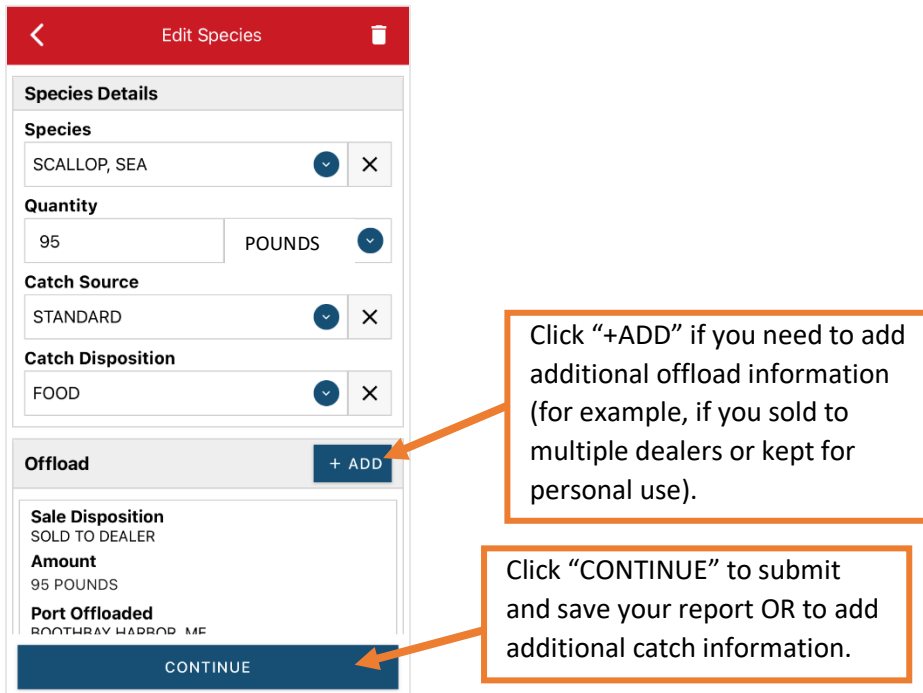 Edit Species
Species Details
Species
SCALLOP, SEA
Quantity
95 POUNDS
Catch Source
STANDARD
Catch Disposition
FOOD
Offload + ADD
Sale Disposition
SOLD TO DEALER
Amount
95 POUNDS
Port Offloaded
BOOTHBAY HARBOR, ME
CONTINUE
Click “+ADD” if you need to add
additional offload information
(for example, if you sold to
multiple dealers or kept for
personal use).
Click “CONTINUE” to submit
and save your report OR to add
additional catch information.